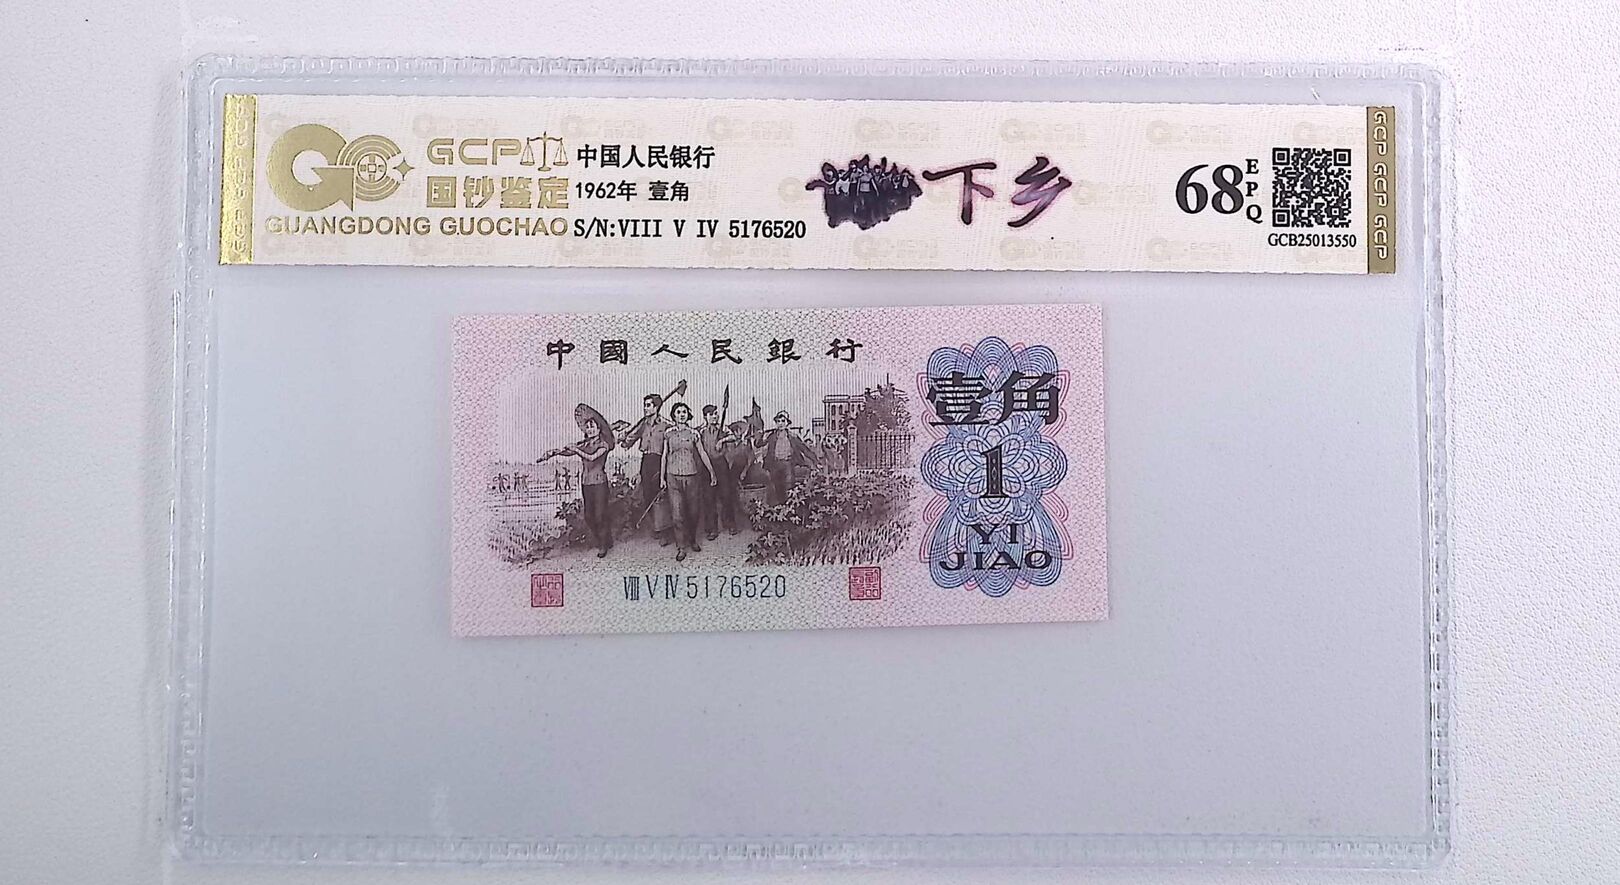 GCP
国钞鉴定
GUANGDONG GUOCHAO
中国人民银行
1962年 壹角
S/N:VIII V IV 5176520
下乡
68
EPQ
GCB25013550
GCP GCP GCP
中國人民銀行
壹角
1
YI
JIAO
VIII V IV 5176520